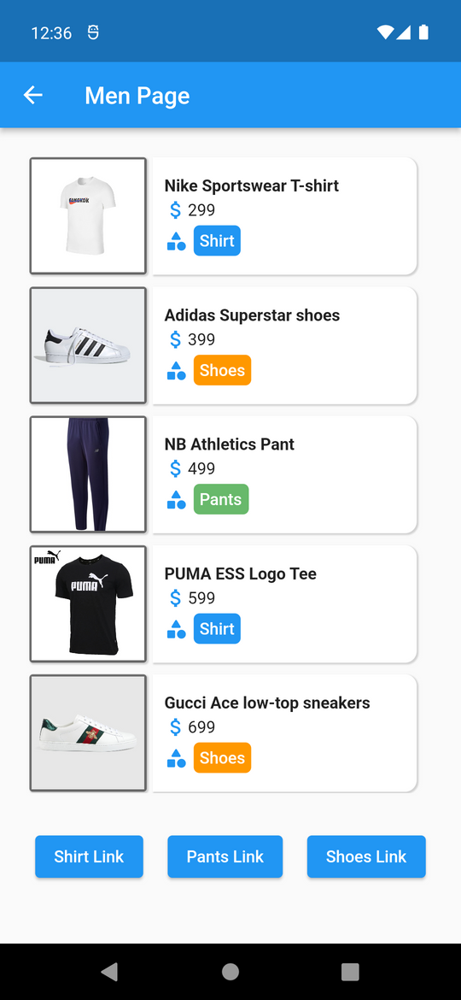 12:36
Men Page
BANGKOK
Nike Sportswear T-shirt
$ 299
Shirt
Adidas Superstar shoes
$ 399
Shoes
NB Athletics Pant
$ 499
Pants
PUMA
PUMA
PUMA ESS Logo Tee
$ 599
Shirt
Gucci Ace low-top sneakers
$ 699
Shoes
Shirt Link
Pants Link
Shoes Link